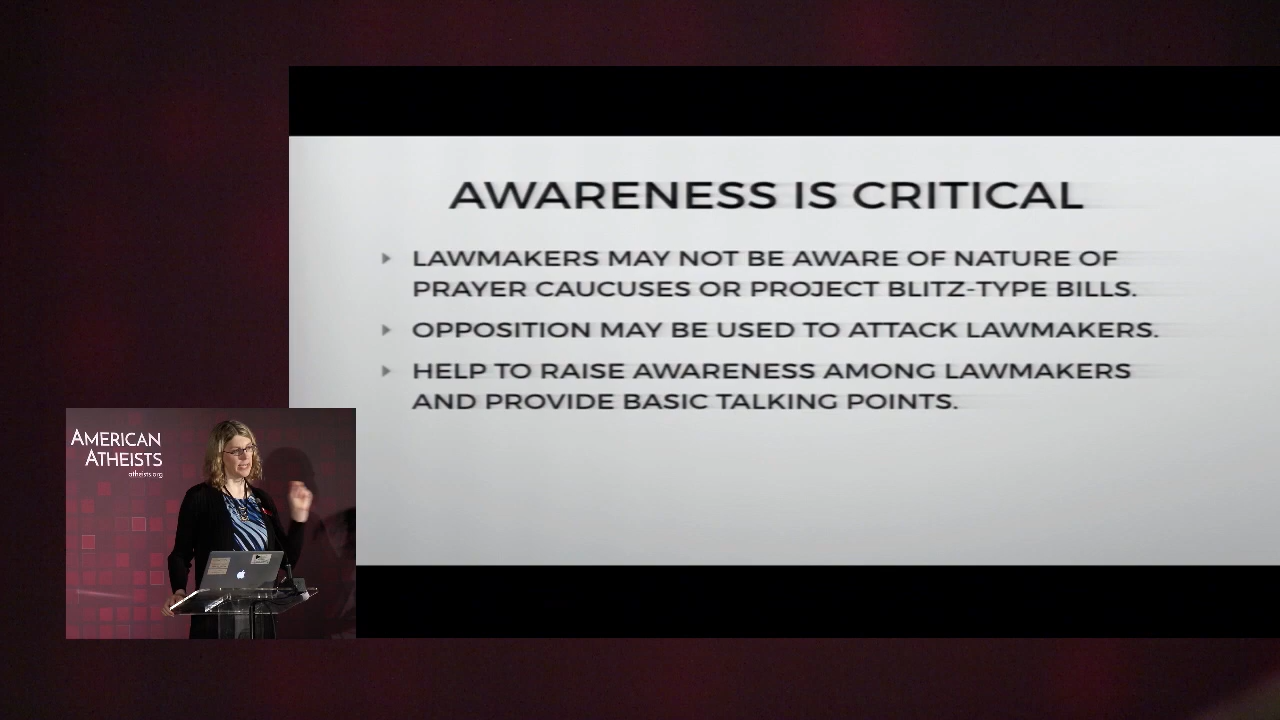 AWARENESS IS CRITICAL
LAWMAKERS MAY NOT BE AWARE OF NATURE OF
PRAYER CAUCUSES OR PROJECT BLITZ-TYPE BILLS.
OPPOSITION MAY BE USED TO ATTACK LAWMAKERS.
HELP TO RAISE AWARENESS AMONG LAWMAKERS
AND PROVIDE BASIC TALKING POINTS.
AMERICAN
ATHEISTS
atheists.org